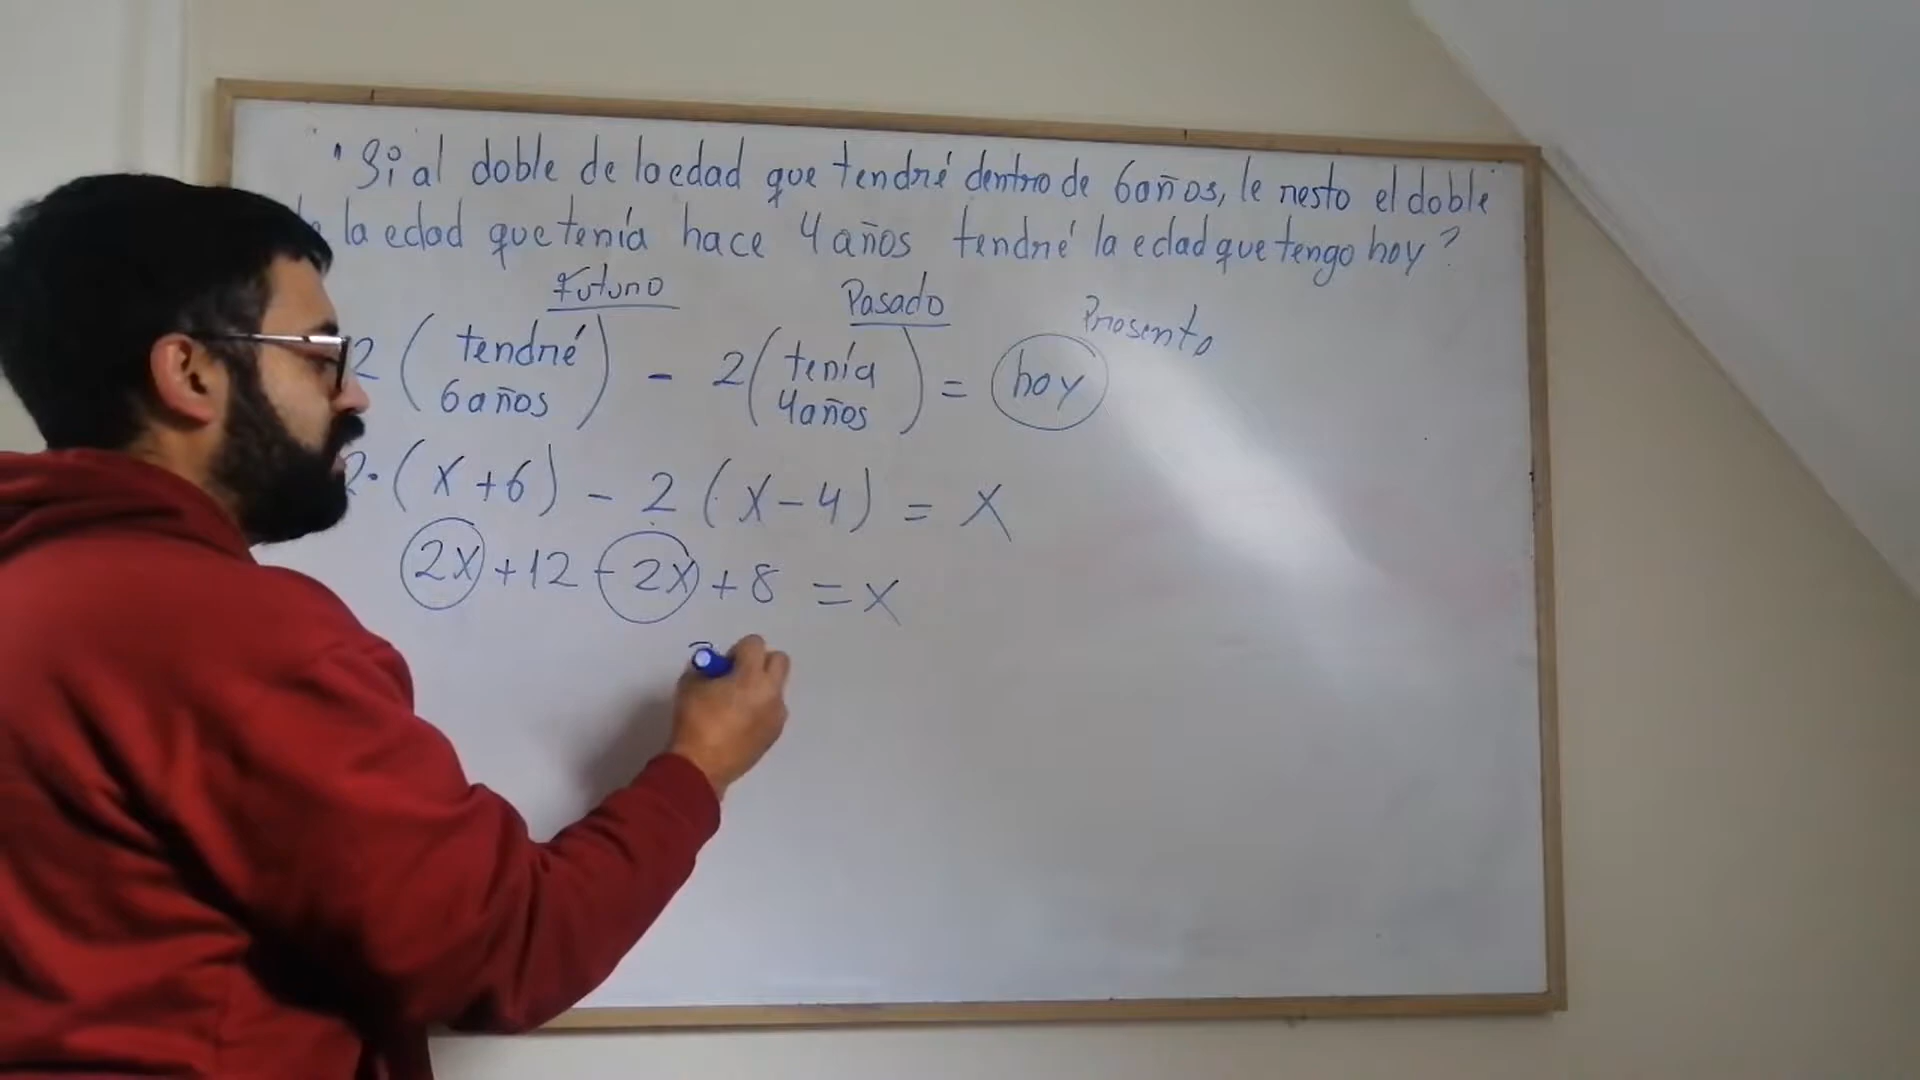 Si al doble de la edad que tendré dentro de 6 años, le resto el doble
la edad que tenía hace 4 años tendré la edad que tengo hoy?
Futuro Pasado Presente
2 ( tendré 6 años ) - 2 ( tenía 4 años ) = hoy
2 · ( x + 6 ) - 2 ( x - 4 ) = x
2x + 12 - 2x + 8 = x